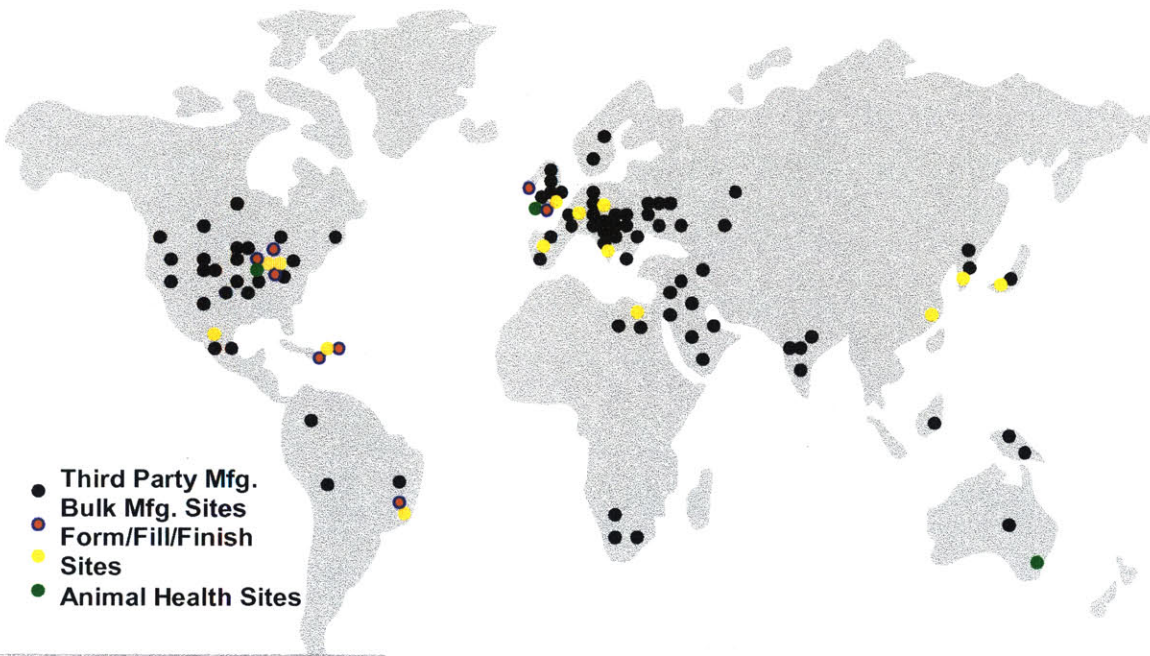 Third Party Mfg.
Bulk Mfg. Sites
Form/Fill/Finish
Sites
Animal Health Sites